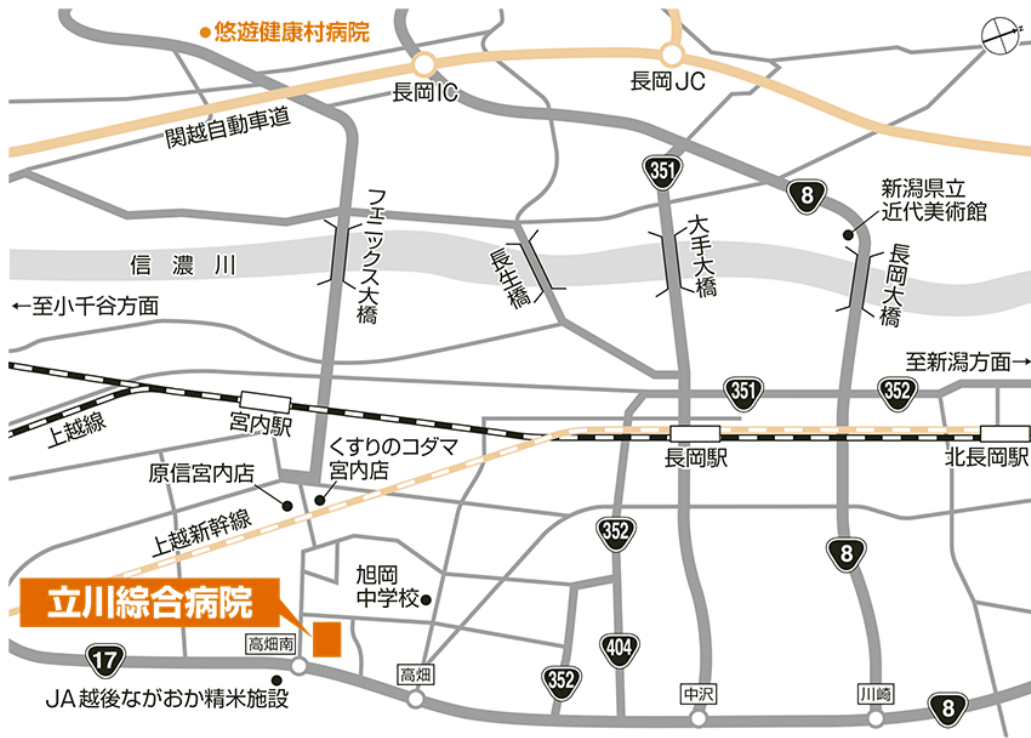 悠遊健康村病院
N
長岡IC
長岡JC
関越自動車道
351
8
新潟県立
近代美術館
フェニックス大橋
長生橋
大手大橋
長岡大橋
信濃川
←至小千谷方面
至新潟方面→
351
352
上越線
宮内駅
長岡駅
北長岡駅
くすりのコダマ
宮内店
原信宮内店
上越新幹線
352
8
旭岡
中学校
立川綜合病院
高畑南
17
404
352
高畑
中沢
川崎
8
JA越後ながおか精米施設